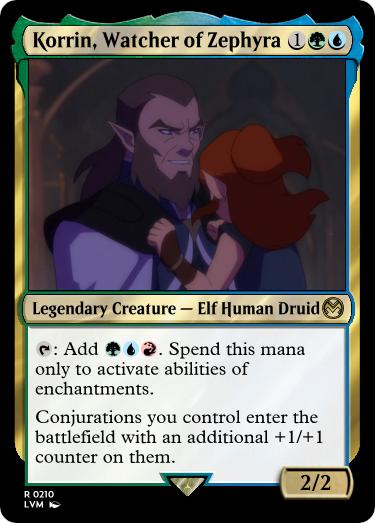 Korrin, Watcher of Zephyra 1
Legendary Creature — Elf Human Druid
: Add . Spend this mana
only to activate abilities of
enchantments.
Conjurations you control enter the
battlefield with an additional +1/+1
counter on them.
2/2
R 0210
LVM